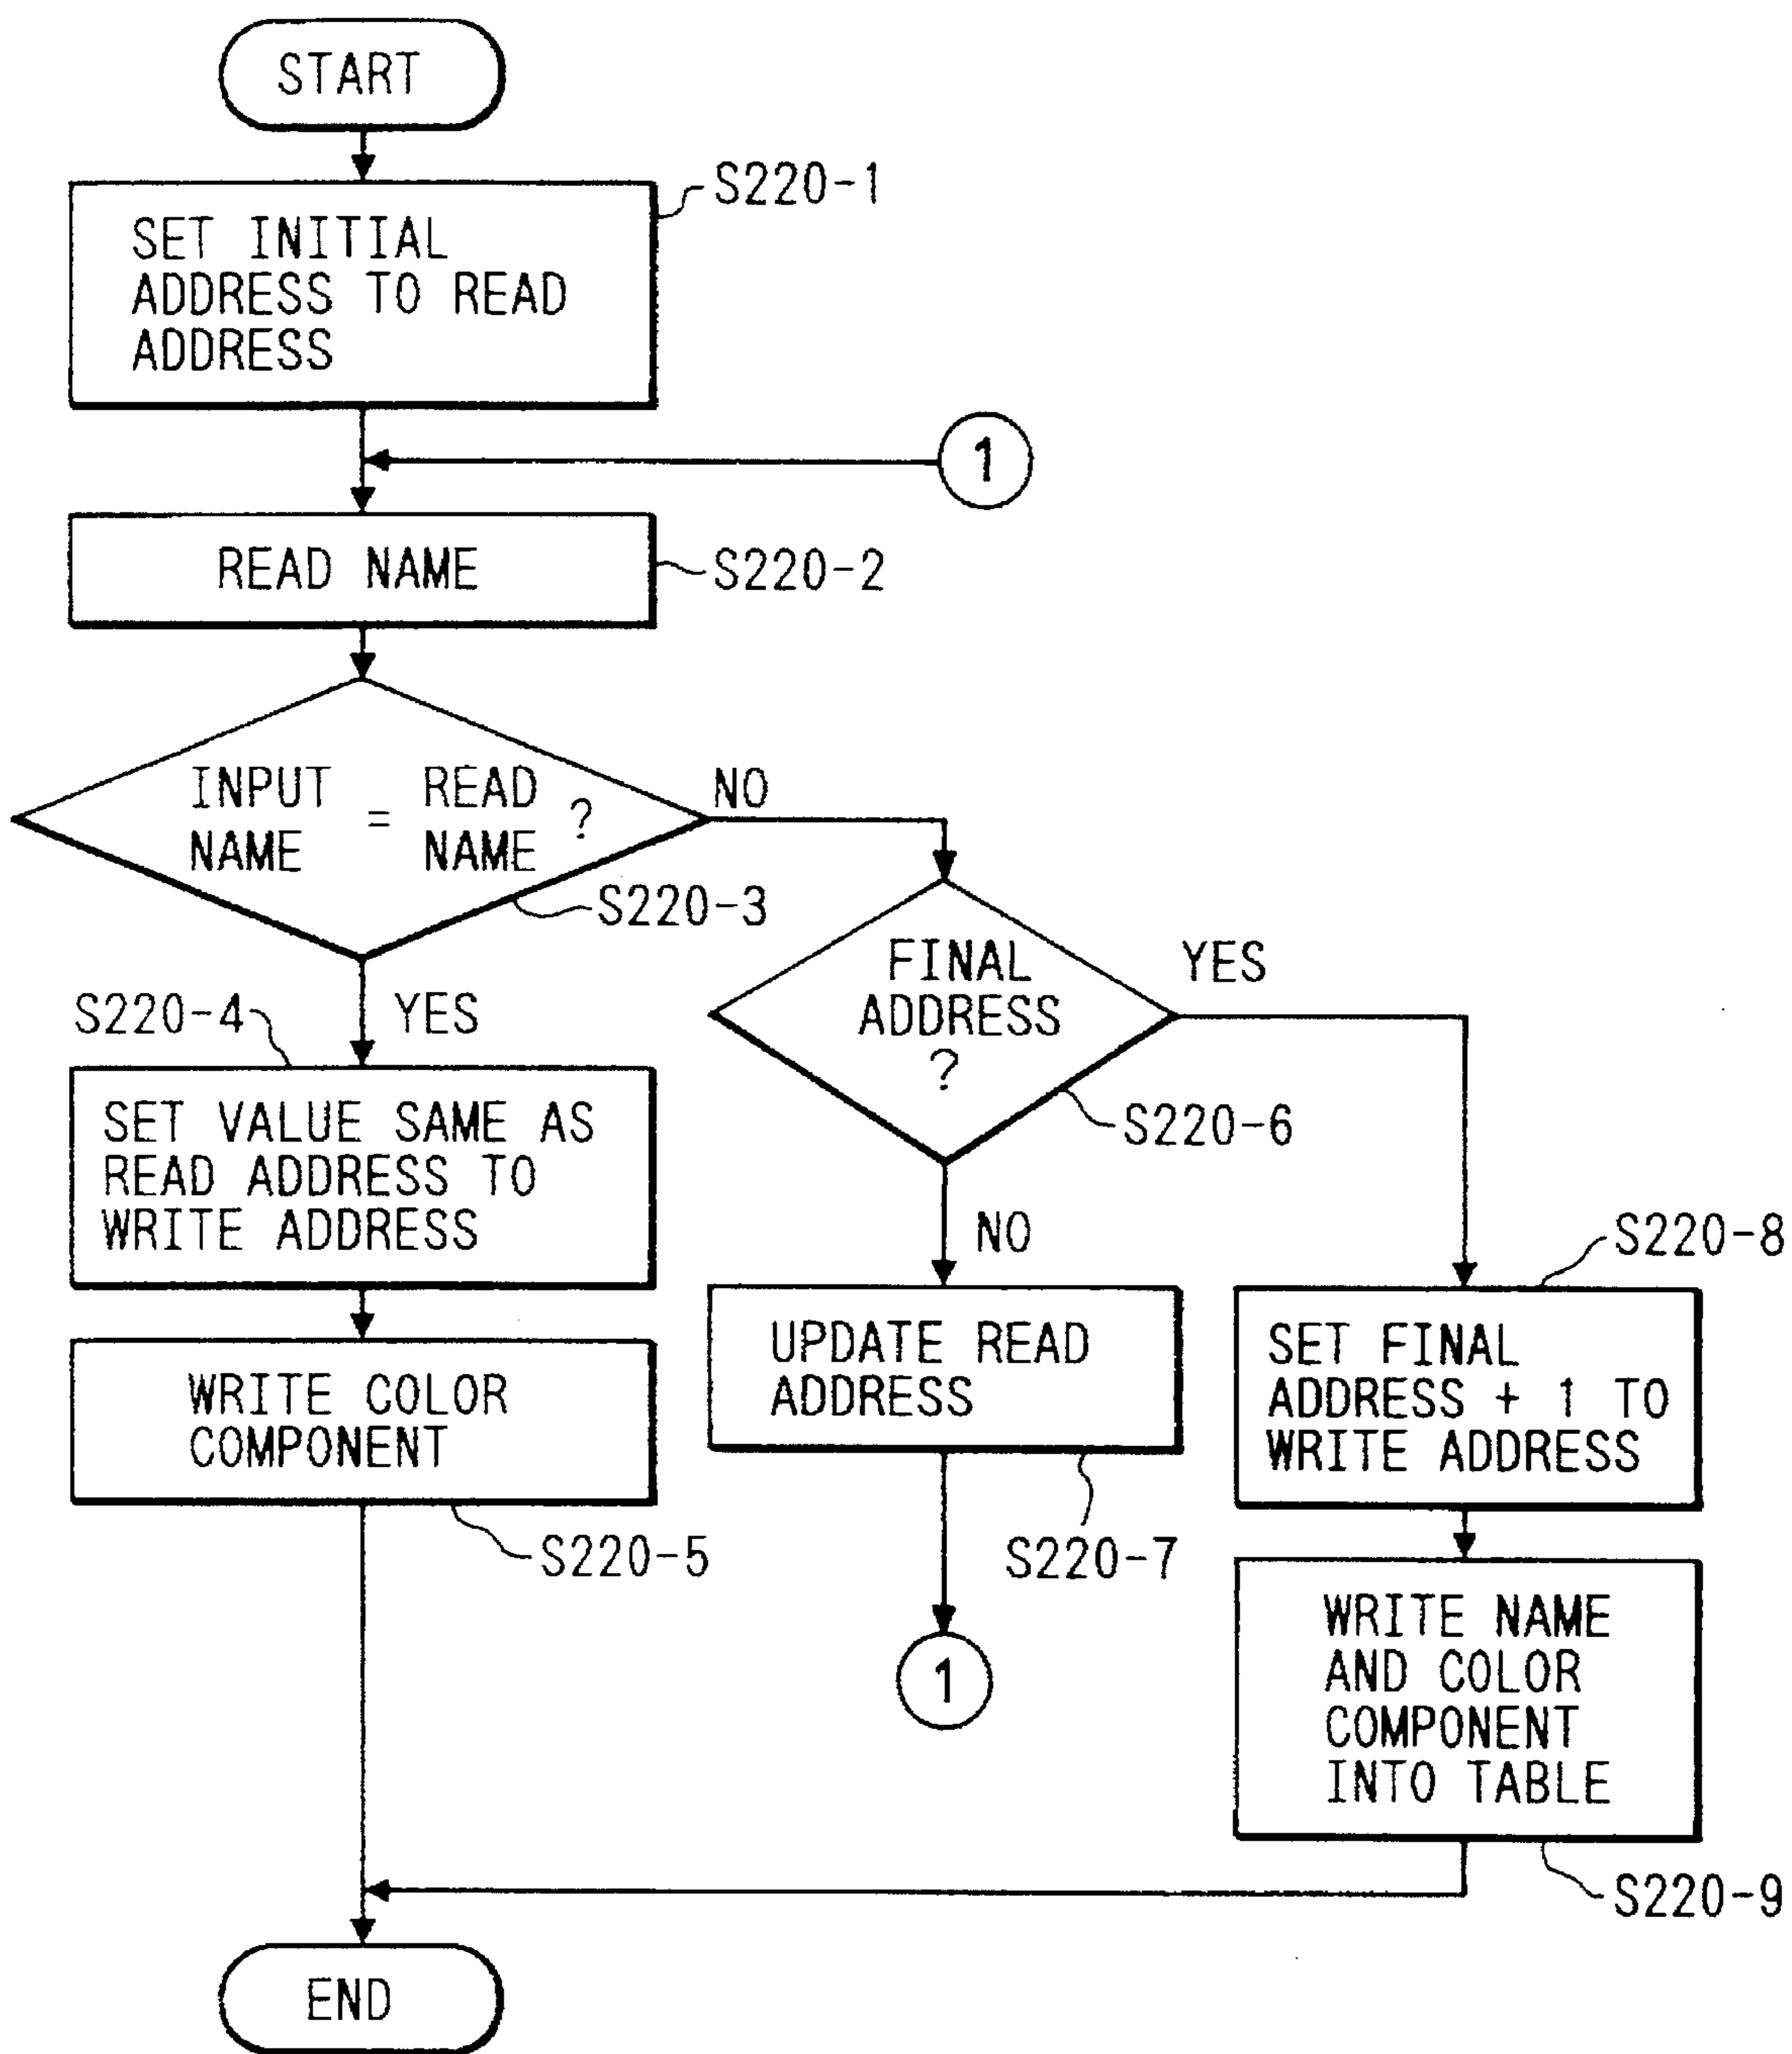 START
S220-1
SET INITIAL
ADDRESS TO READ
ADDRESS
1
READ NAME
S220-2
INPUT NAME = READ NAME ?
NO
S220-3
YES
S220-4
SET VALUE SAME AS
READ ADDRESS TO
WRITE ADDRESS
WRITE COLOR
COMPONENT
S220-5
FINAL
ADDRESS
?
YES
S220-6
NO
UPDATE READ
ADDRESS
S220-7
1
S220-8
SET FINAL
ADDRESS + 1 TO
WRITE ADDRESS
WRITE NAME
AND COLOR
COMPONENT
INTO TABLE
S220-9
END